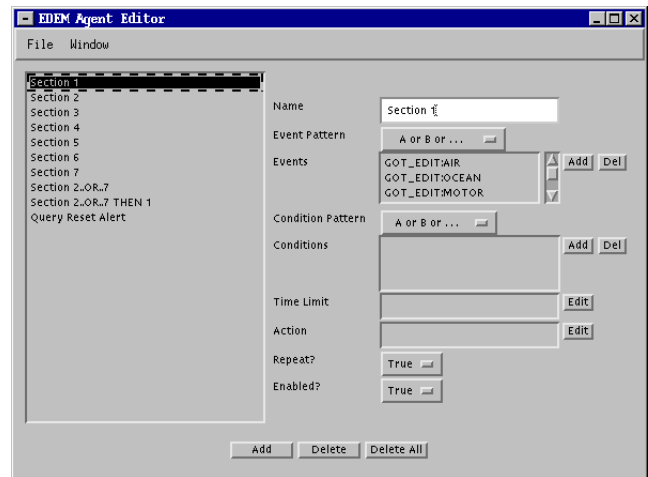 EDEM Agent Editor
File Window
Section 1
Section 2
Section 3
Section 4
Section 5
Section 6
Section 7
Section 2..OR..7
Section 2..OR..7 THEN 1
Query Reset Alert
Name Section 1
Event Pattern A or B or ...
Events GOT_EDIT:AIR Add Del
GOT_EDIT:OCEAN
GOT_EDIT:MOTOR
Condition Pattern A or B or ...
Conditions Add Del
Time Limit Edit
Action Edit
Repeat? True
Enabled? True
Add Delete Delete All